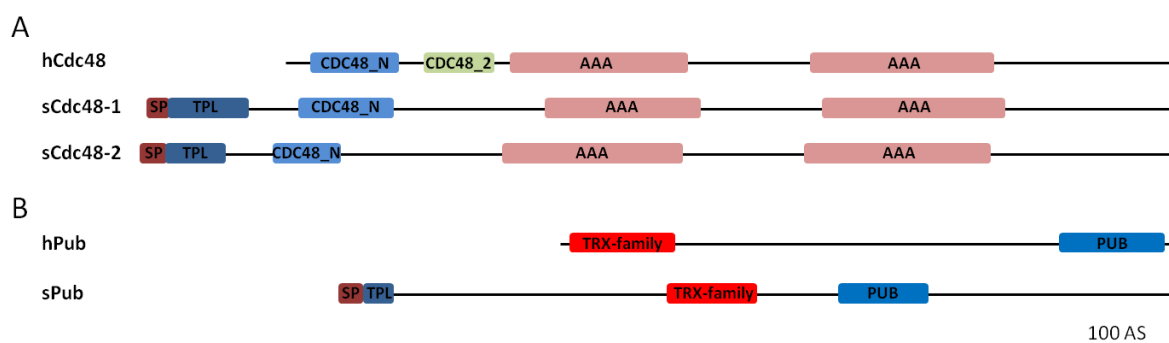 A
hCdc48 CDC48_N CDC48_2 AAA AAA
sCdc48-1 SP TPL CDC48_N AAA AAA
sCdc48-2 SP TPL CDC48_N AAA AAA
B
hPub TRX-family PUB
sPub SP TPL TRX-family PUB
100 AS